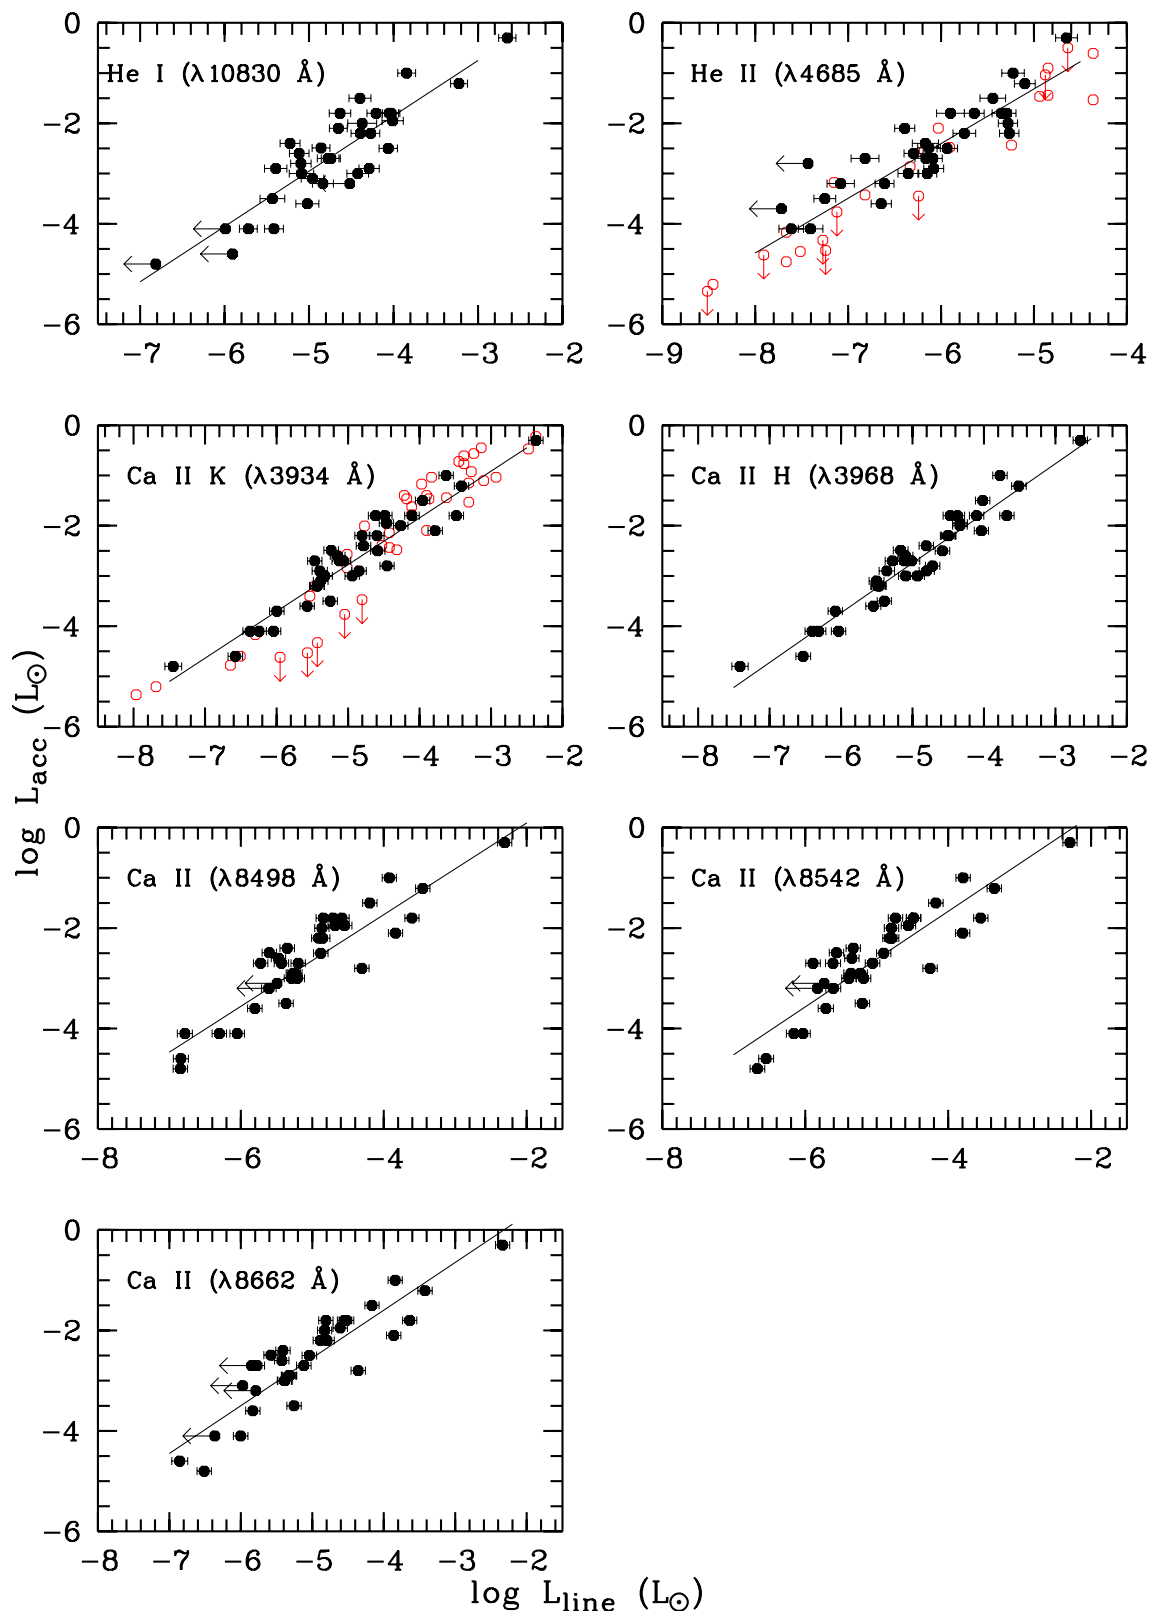 0
−2
−4
−6
He I (λ10830 Å)
−7 −6 −5 −4 −3 −2
0
−2
−4
−6
He II (λ4685 Å)
−9 −8 −7 −6 −5 −4
0
−2
−4
−6
Ca II K (λ3934 Å)
−8 −7 −6 −5 −4 −3 −2
0
−2
−4
−6
Ca II H (λ3968 Å)
−8 −7 −6 −5 −4 −3 −2
log L_acc (L_⊙)
0
−2
−4
−6
Ca II (λ8498 Å)
−8 −6 −4 −2
0
−2
−4
−6
Ca II (λ8542 Å)
−8 −6 −4 −2
0
−2
−4
−6
Ca II (λ8662 Å)
−8 −7 −6 −5 −4 −3 −2
log L_line (L_⊙)